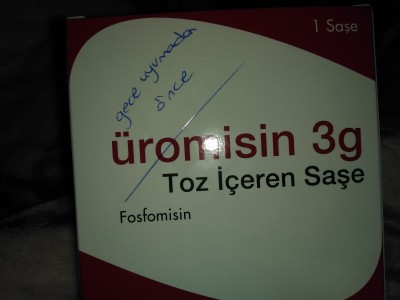 1 Saşe
gece uyumadan
önce
üromisin 3g
Toz İçeren Saşe
Fosfomisin